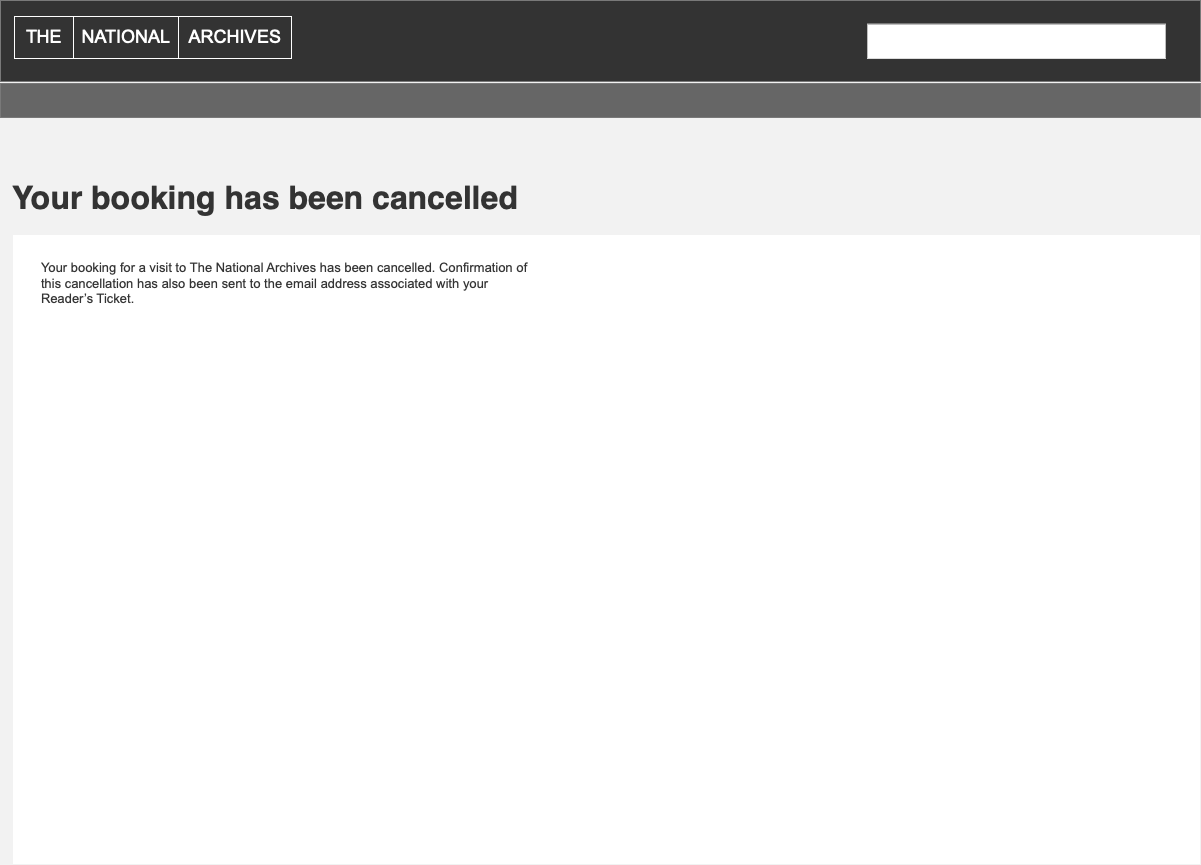 THE NATIONAL ARCHIVES
Your booking has been cancelled
Your booking for a visit to The National Archives has been cancelled. Confirmation of
this cancellation has also been sent to the email address associated with your
Reader’s Ticket.